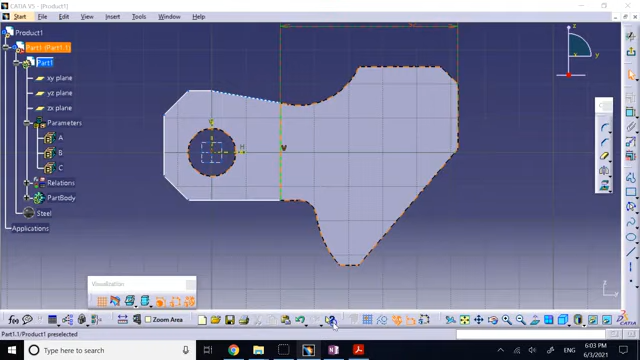 CATIA V5
Start
File
Edit
View
Insert
Tools
Window
Help
Product1
Part1 (Part1.1)
Part1
xy plane
yz plane
zx plane
Parameters
A
B
C
Relations
PartBody
Steel
Applications
H
V
z
x
y
Visualization
f(x)
Zoom Area
CATIA
Part1.1/Product1 preselected
Type here to search
ENG
6:03 PM
6/3/2021